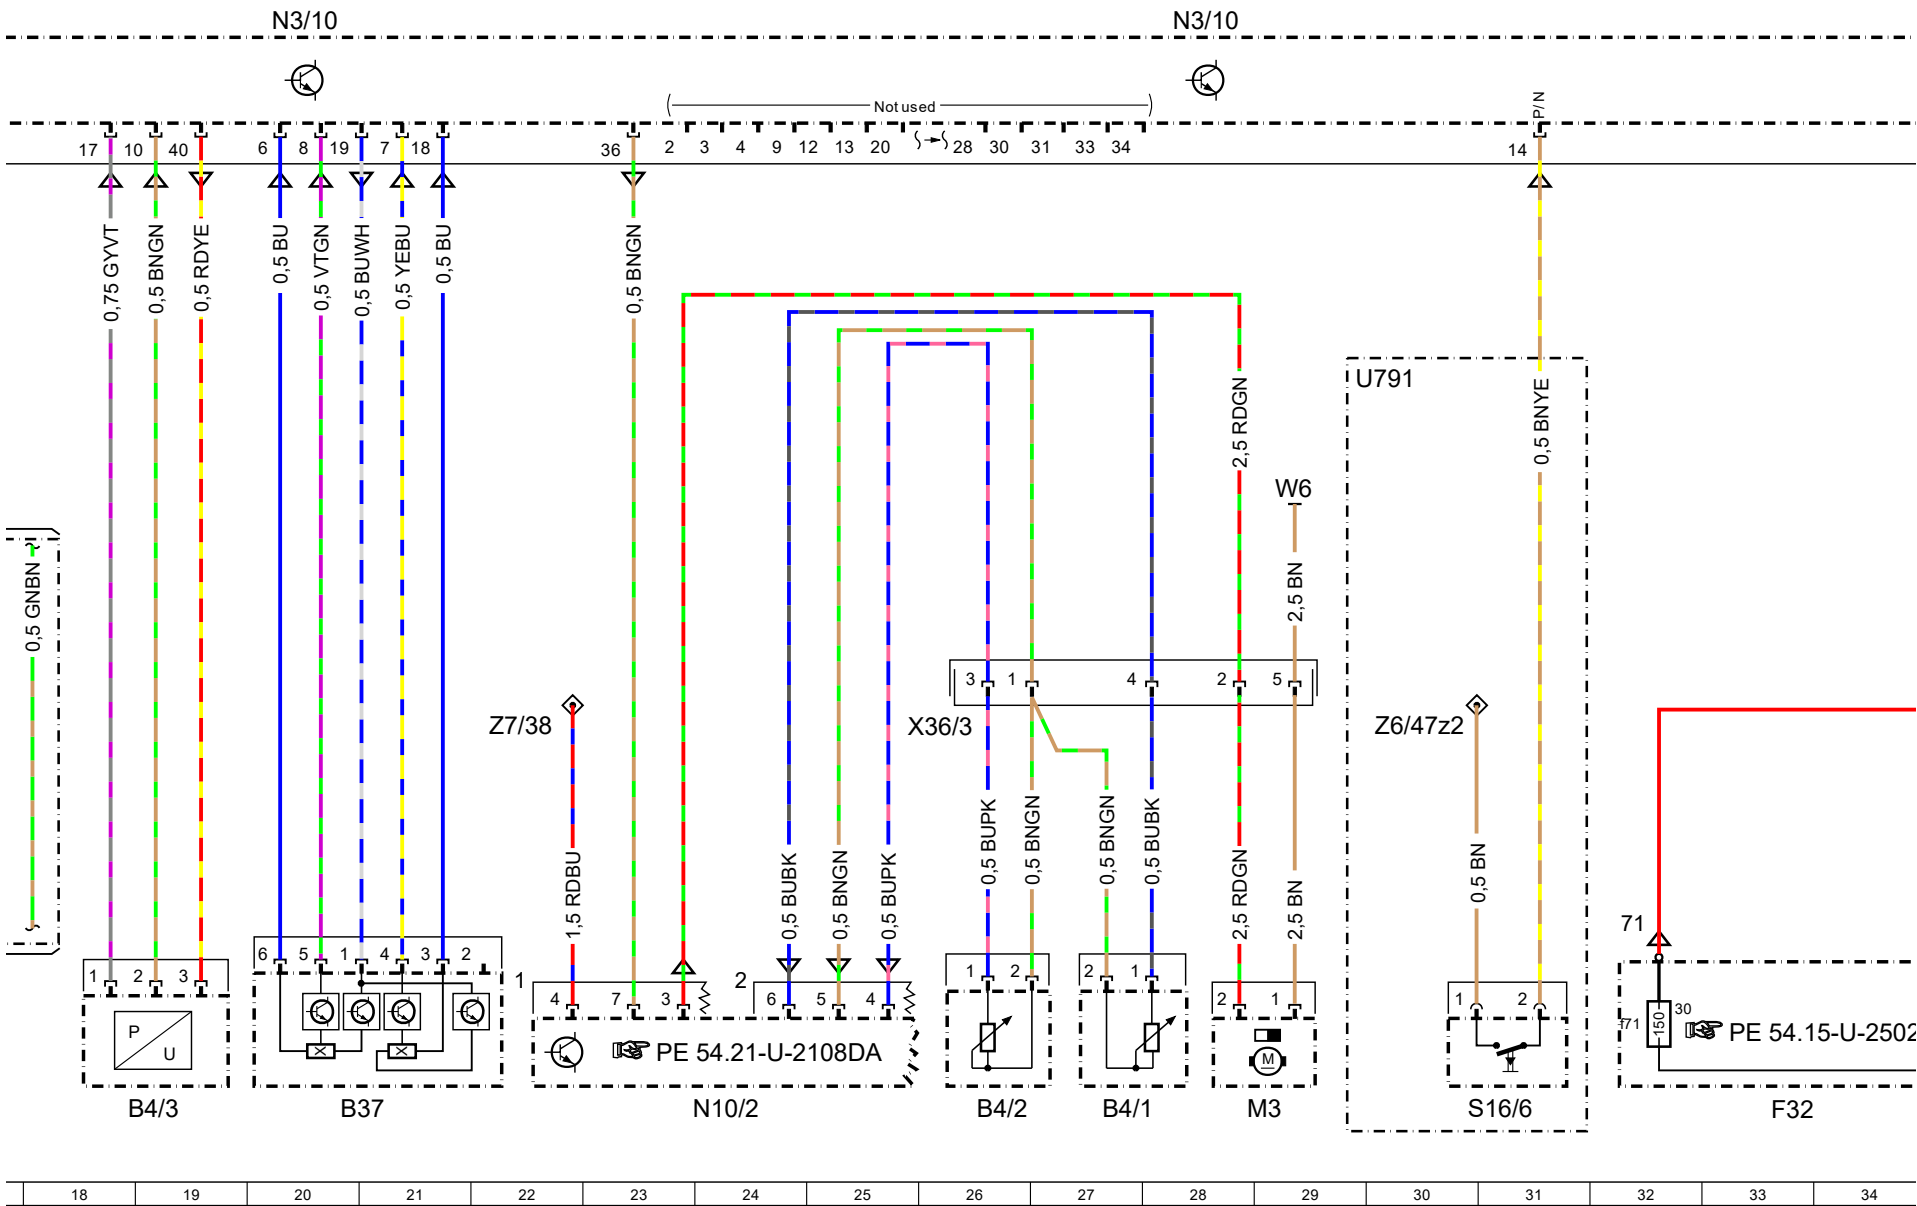 N3/10 N3/10
Not used
P/N
17 10 40 6 8 19 7 18 36 2 3 4 9 12 13 20 28 30 31 33 34 14
0,75 GYVT
0,5 BNGN
0,5 RDYE
0,5 BU
0,5 VTGN
0,5 BUWH
0,5 YEBU
0,5 BU
0,5 BNGN
U791
2,5 RDGN
0,5 BNYE
W6
0,5 GNBN
2,5 BN
3 1 4 2 5
Z7/38
X36/3
Z6/47z2
1,5 RDBU
0,5 BUBK
0,5 BNGN
0,5 BUPK
0,5 BUPK
0,5 BNGN
0,5 BNGN
0,5 BUBK
2,5 RDGN
2,5 BN
0,5 BN
71
1 2 3
6 5 1 4 3 2
1
4 7 3
2
6 5 4
1 2
2 1
2 1
1 2
P
U
X X
PE 54.21-U-2108DA
M
f71
150
30
PE 54.15-U-2502
B4/3 B37 N10/2 B4/2 B4/1 M3 S16/6 F32
18 19 20 21 22 23 24 25 26 27 28 29 30 31 32 33 34